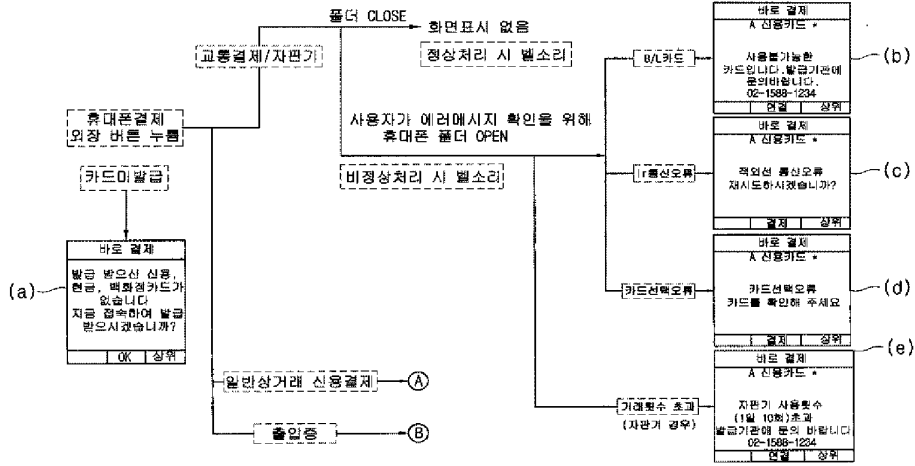 폴더 CLOSE
화면표시 없음
교통결제/자판기
정상처리 시 벨소리
휴대폰결제
외장 버튼 누름
사용자가 에러메시지 확인을 위해
휴대폰 폴더 OPEN
비정상처리 시 벨소리
카드미발급
(a)
바로 결제
발급 받으신 신용,
현금, 백화점카드가
없습니다
지금 접속하여 발급
받으시겠습니까?
OK 상위
일반상거래 신용결제
A
출입증
B
B/L카드
바로 결제
A 신용카드 *
사용불가능한
카드입니다.발급기관에
문의바랍니다.
02-1588-1234
연결 상위
(b)
Ir통신오류
바로 결제
A 신용카드 *
적외선 통신오류
재시도하시겠습니까?
결제 상위
(c)
카드선택오류
바로 결제
A 신용카드 *
카드선택오류
카드를 확인해 주세요
결제 상위
(d)
거래횟수 초과
(자판기 경우)
바로 결제
A 신용카드 *
자판기 사용횟수
(1일 10회)초과
발급기관에 문의 바랍니다
02-1588-1234
연결 상위
(e)